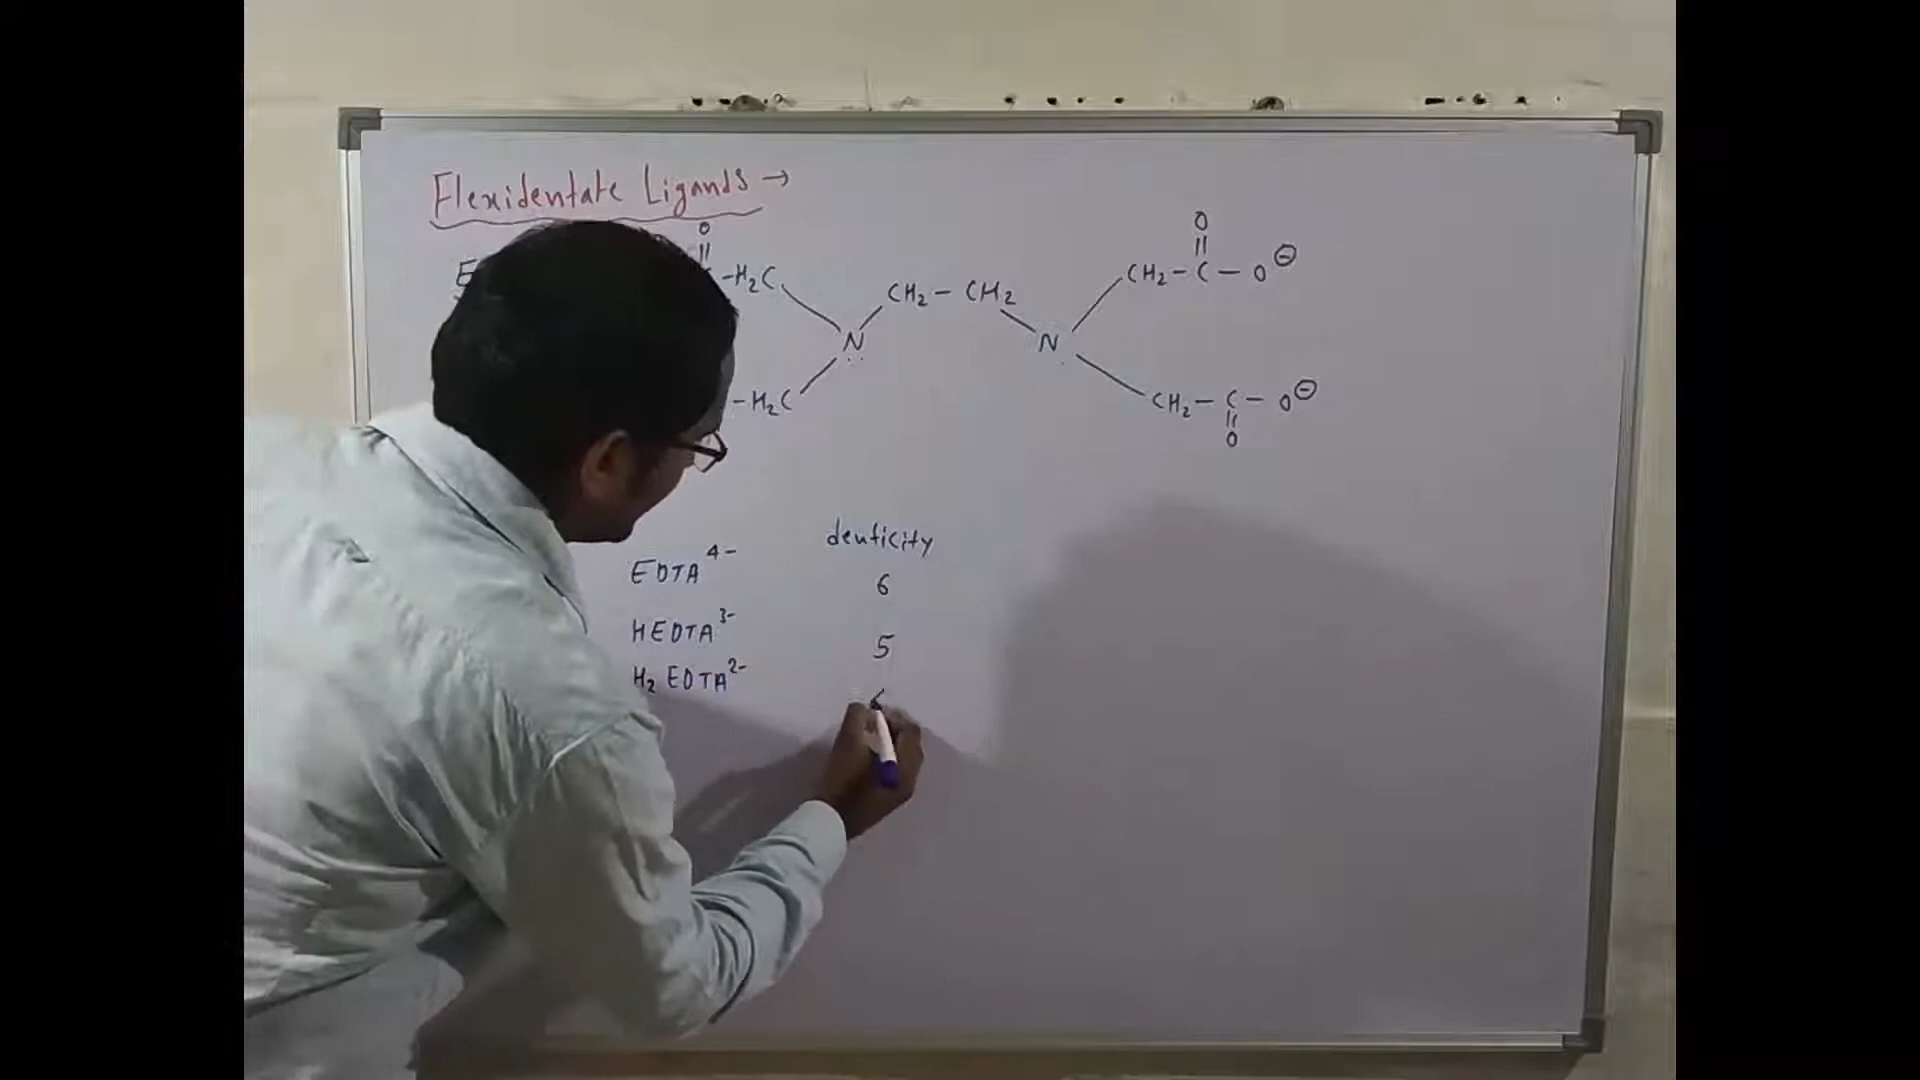 Flexidentate Ligands →
O O
|| ||
-H₂C CH₂ - CH₂ CH₂ - C - O⊖
N̤ N
-H₂C CH₂ - C - O⊖
||
O
EDTA⁴⁻ denticity
6
HEDTA³⁻ 5
H₂EDTA²⁻